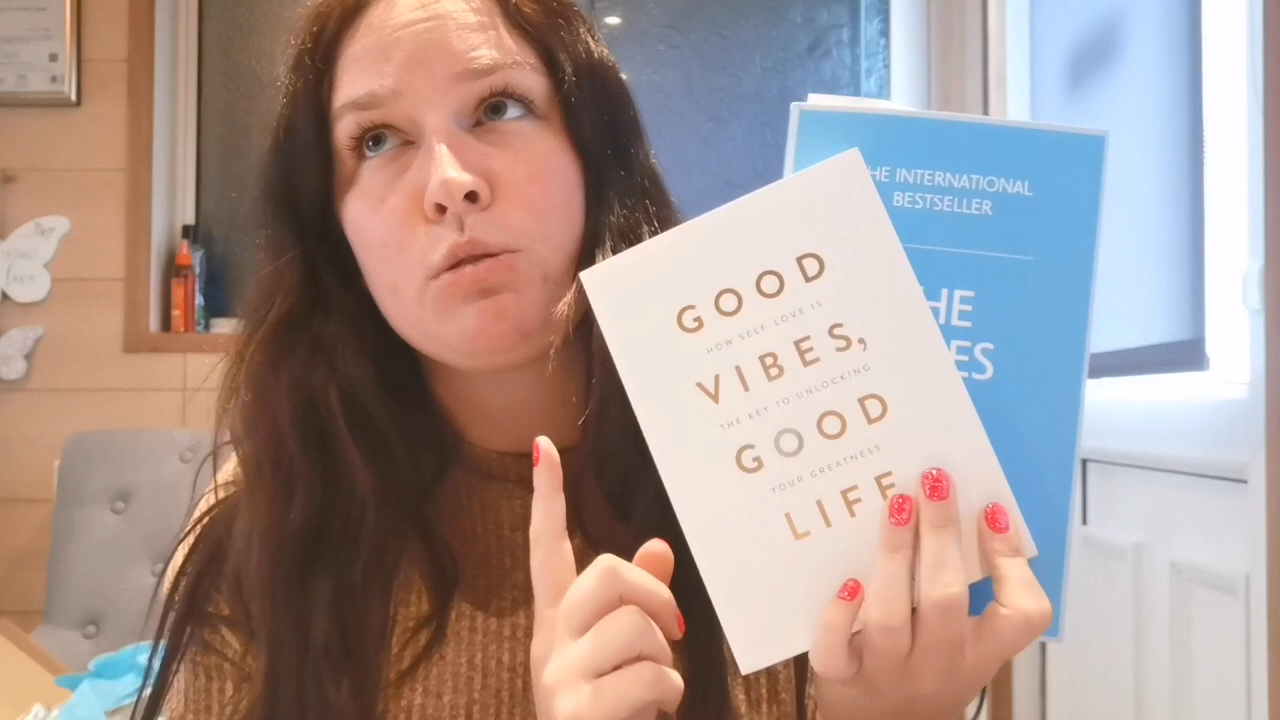 GOOD
HOW SELF-LOVE IS
VIBES,
THE KEY TO UNLOCKING
GOOD
YOUR GREATNESS
LIFE
HE INTERNATIONAL
BESTSELLER
HE
ES